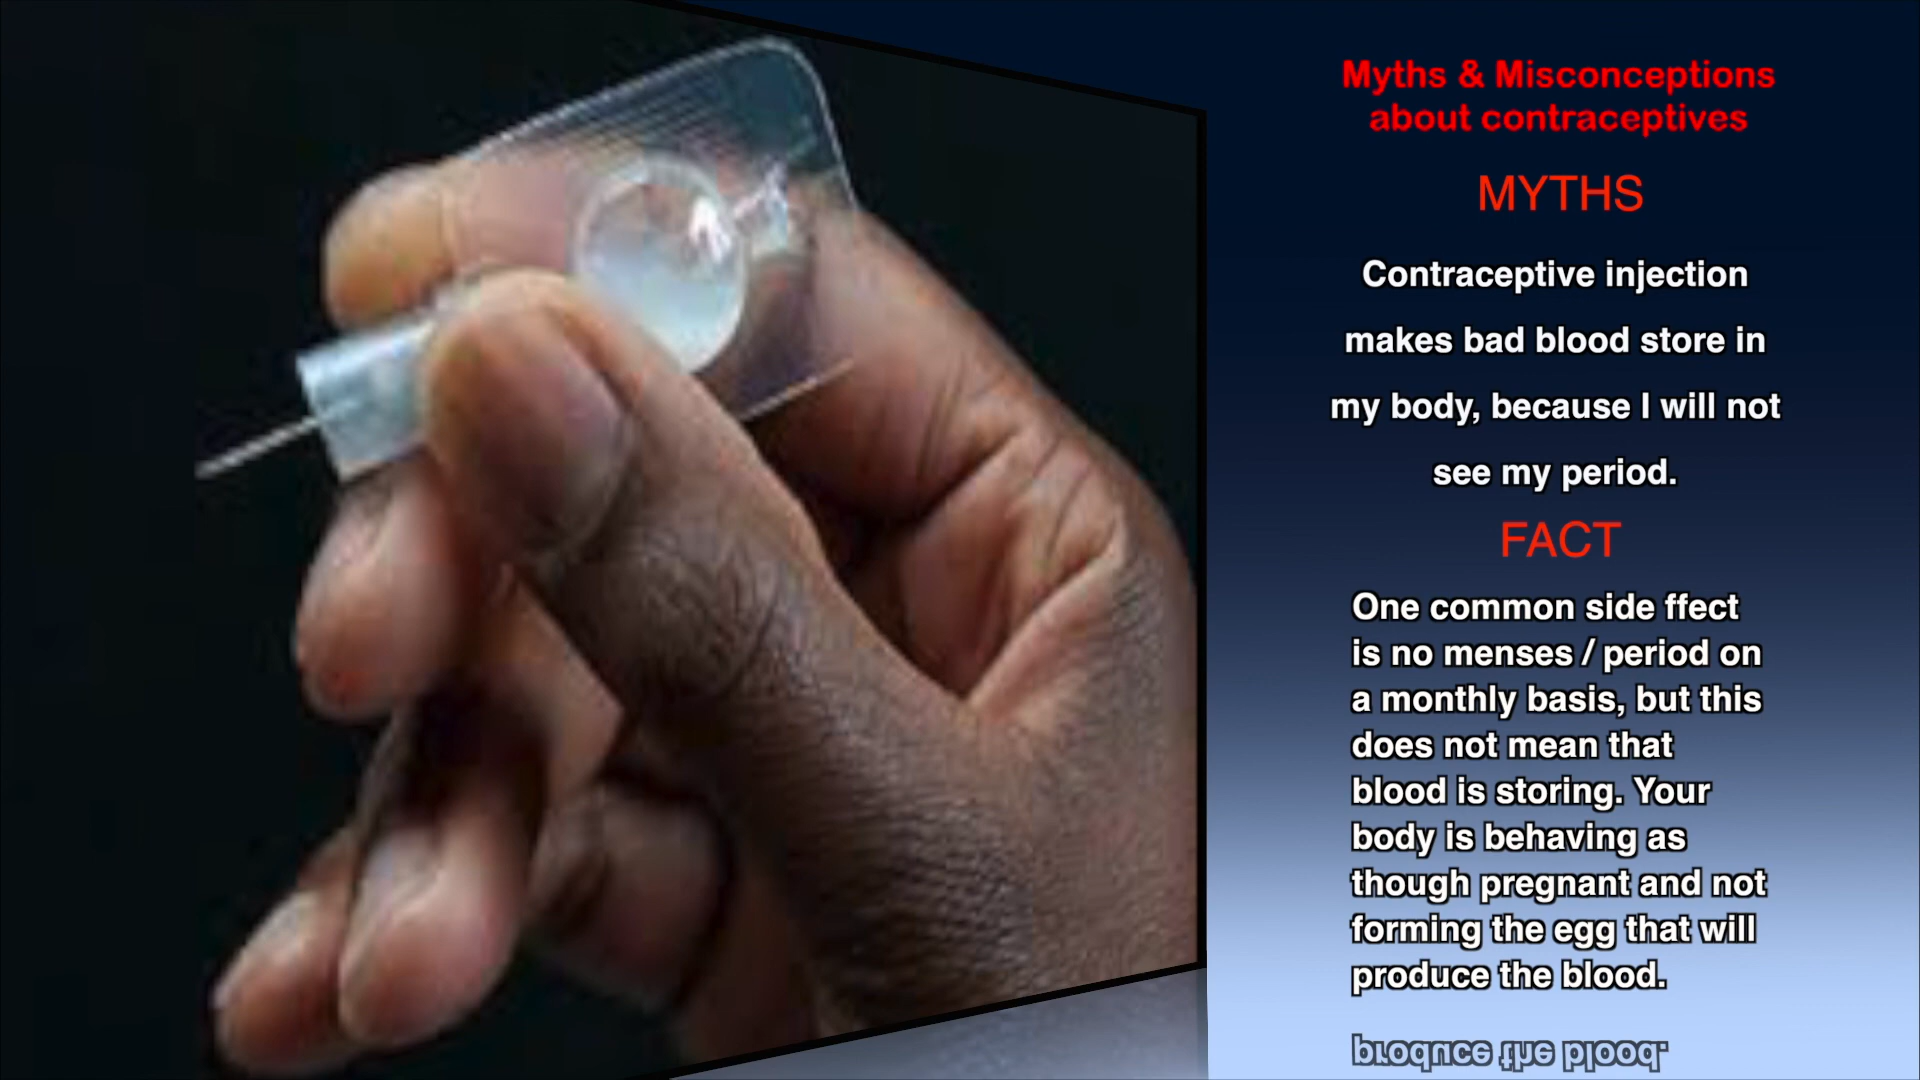 Myths & Misconceptions
about contraceptives
MYTHS
Contraceptive injection
makes bad blood store in
my body, because I will not
see my period.
FACT
One common side ffect
is no menses / period on
a monthly basis, but this
does not mean that
blood is storing. Your
body is behaving as
though pregnant and not
forming the egg that will
produce the blood.